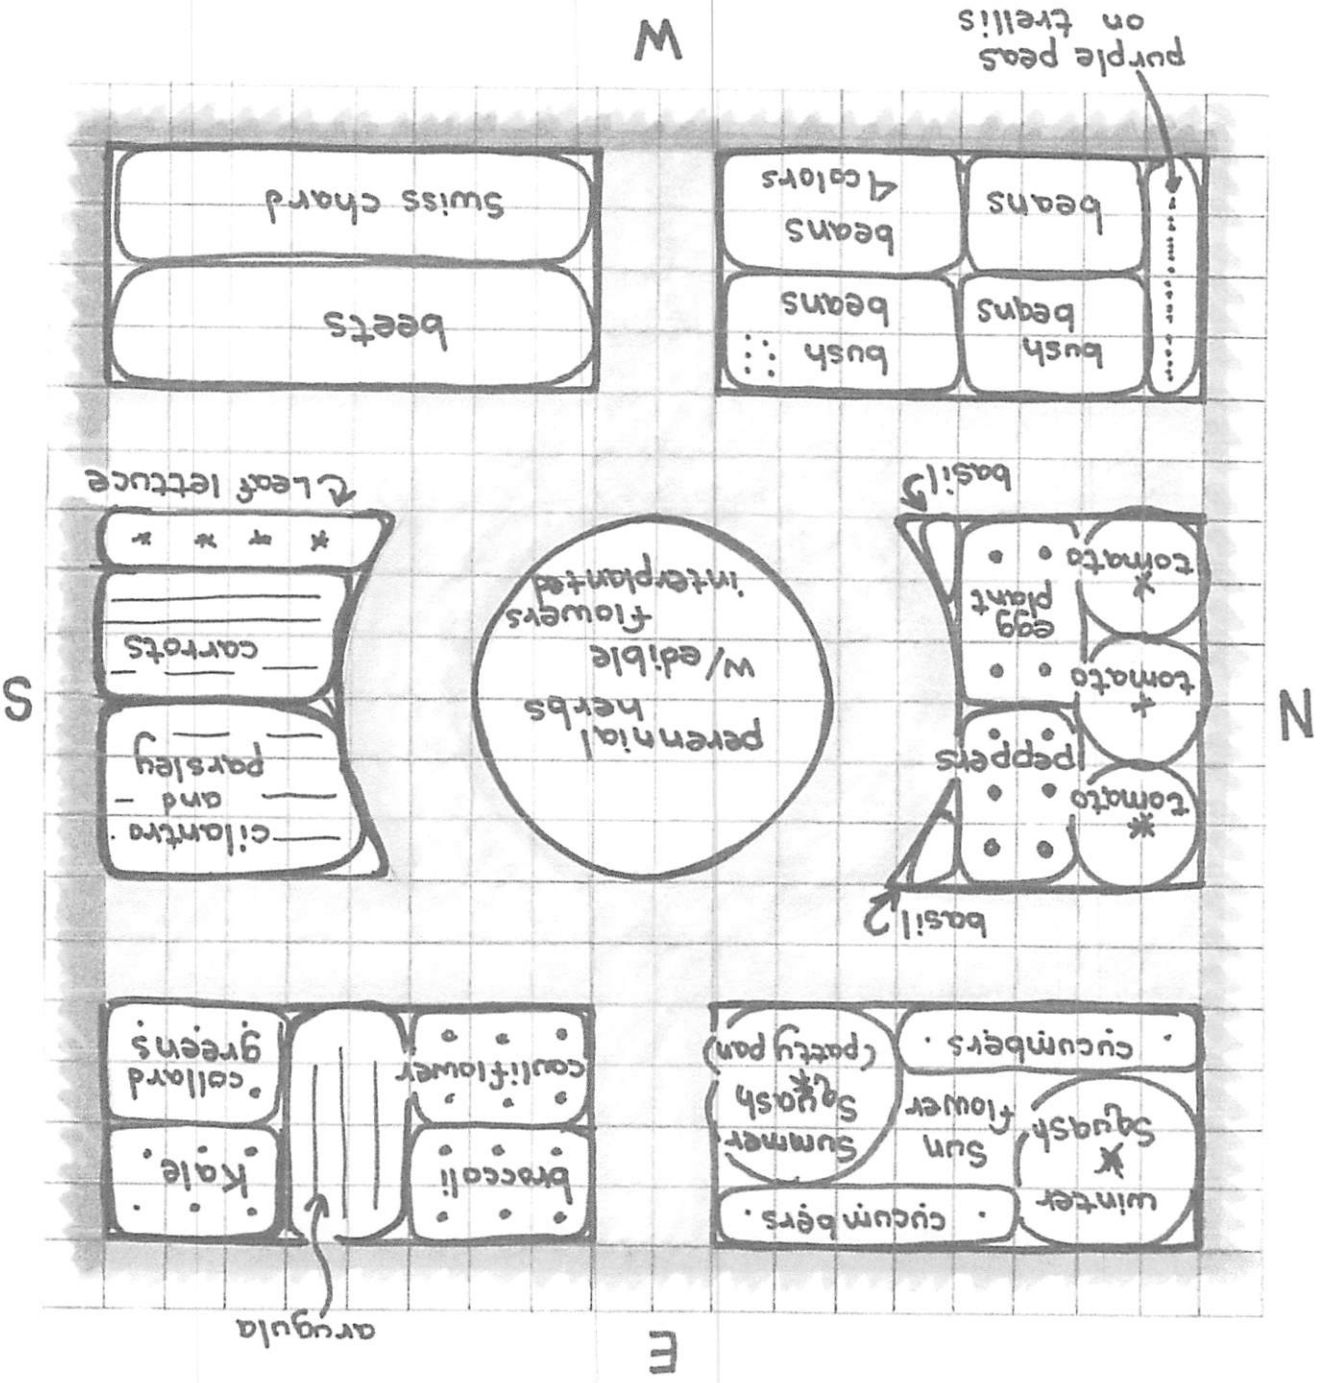 E
arugula
winter
squash
cucumbers
sun
flower
cucumbers
summer
squash
(patty pan)
broccoli
cauliflower
Kale
collard
greens
basil
tomato
tomato
tomato
peppers
egg
plant
basil
N
perennial
herbs
w/edible
flowers
interplanted
cilantro
and
parsley
carrots
Leaf lettuce
S
bush
beans
bush
beans
beans
beans
4 colors
beets
Swiss chard
purple peas
on trellis
W